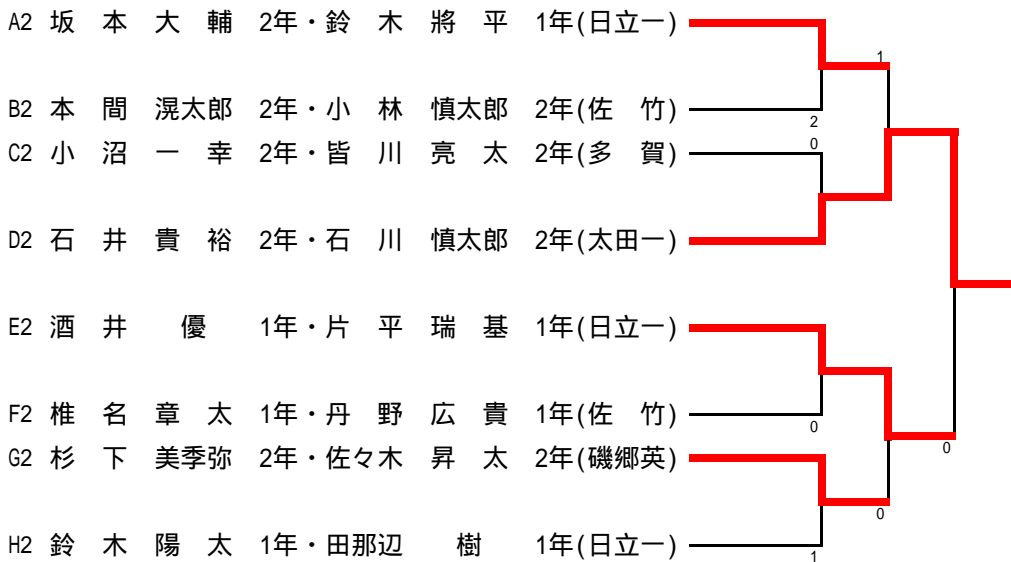 A2 坂 本 大 輔 2年・鈴 木 將 平 1年(日立一)
1
B2 本 間 滉太郎 2年・小 林 慎太郎 2年(佐 竹)
2
0
C2 小 沼 一 幸 2年・皆 川 亮 太 2年(多 賀)
D2 石 井 貴 裕 2年・石 川 慎太郎 2年(太田一)
E2 酒 井 優 1年・片 平 瑞 基 1年(日立一)
F2 椎 名 章 太 1年・丹 野 広 貴 1年(佐 竹)
0
0
G2 杉 下 美季弥 2年・佐々木 昇 太 2年(磯郷英)
0
H2 鈴 木 陽 太 1年・田那辺 樹 1年(日立一)
1